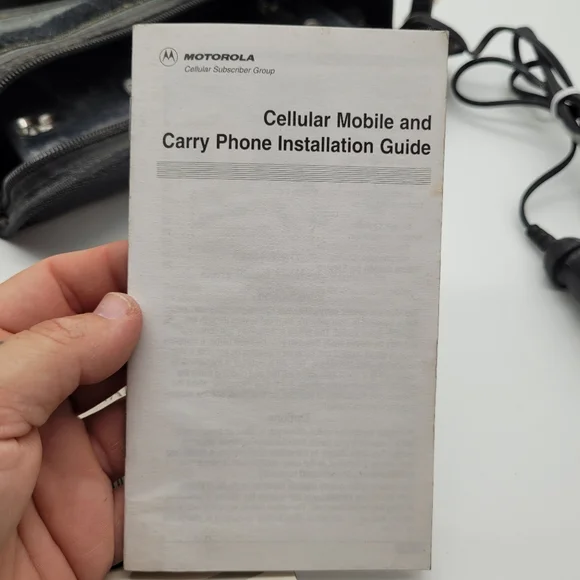 MOTOROLA
Cellular Subscriber Group
Cellular Mobile and
Carry Phone Installation Guide